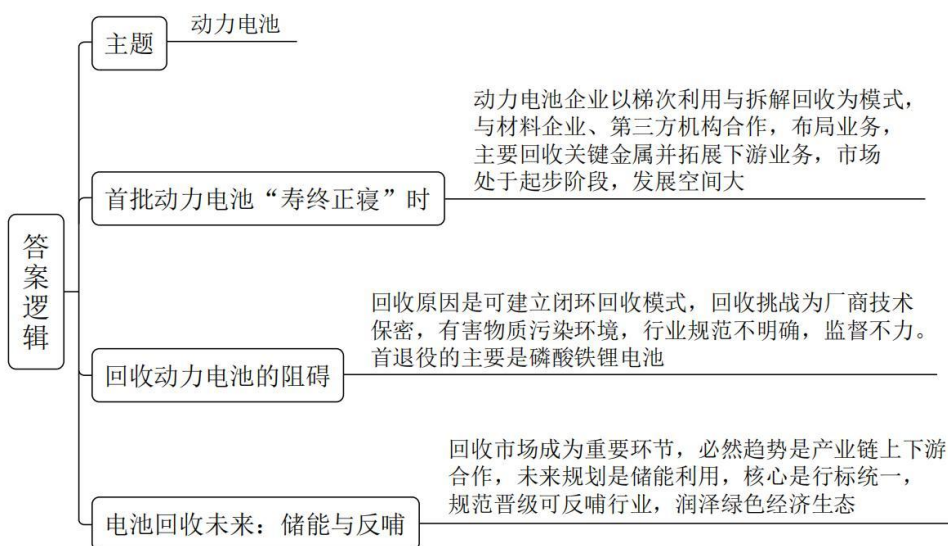 主题
动力电池
动力电池企业以梯次利用与拆解回收为模式，
与材料企业、第三方机构合作，布局业务，
主要回收关键金属并拓展下游业务，市场
处于起步阶段，发展空间大
首批动力电池“寿终正寝”时
答案逻辑
回收原因是可建立闭环回收模式，回收挑战为厂商技术
保密，有害物质污染环境，行业规范不明确，监督不力。
首退役的主要是磷酸铁锂电池
回收动力电池的阻碍
回收市场成为重要环节，必然趋势是产业链上下游
合作，未来规划是储能利用，核心是行标统一，
规范晋级可反哺行业，润泽绿色经济生态
电池回收未来：储能与反哺